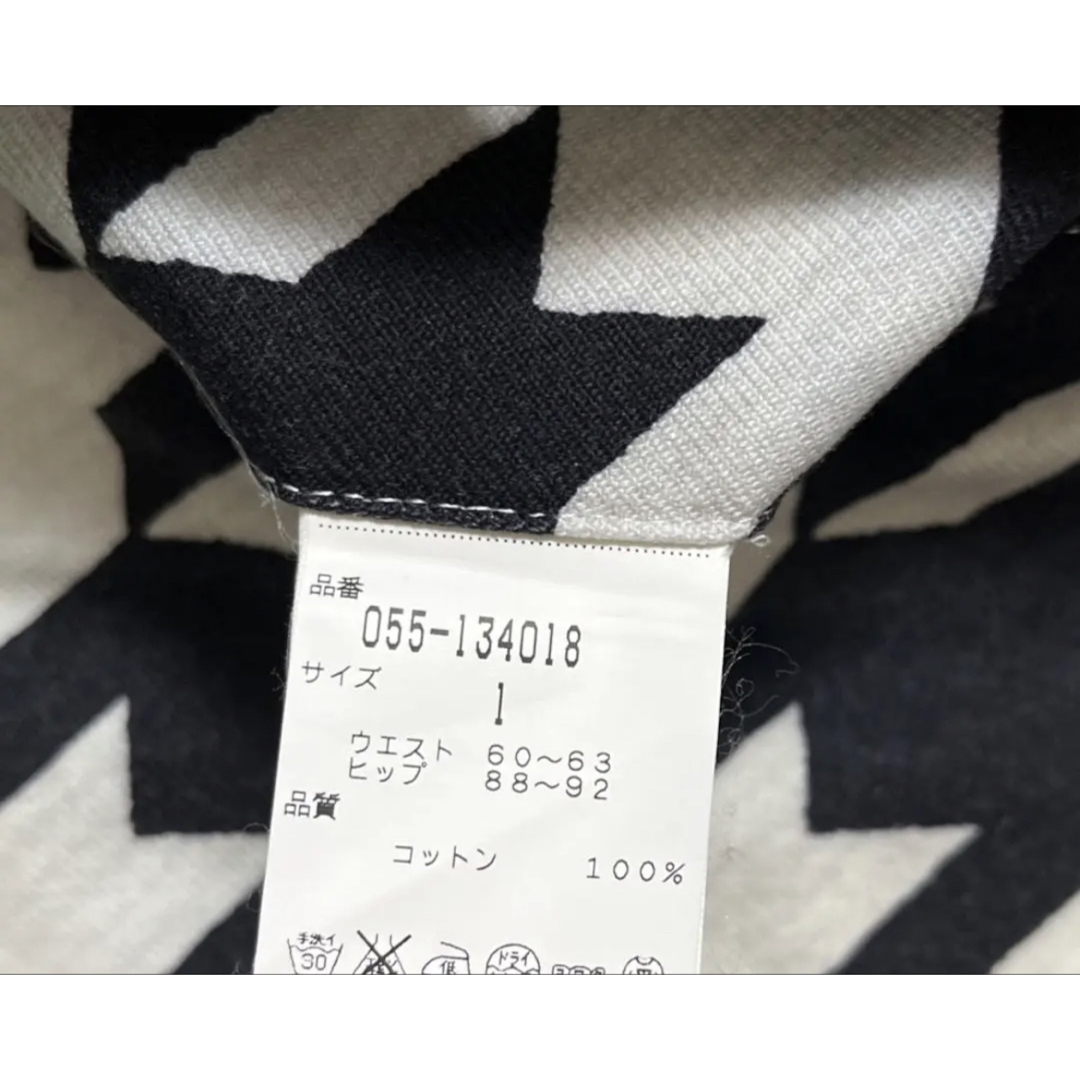 品番
055-134018
サイズ
1
ウエスト 60～63
ヒップ 88～92
品質
コットン 100%
手洗イ 30 低 ドライ